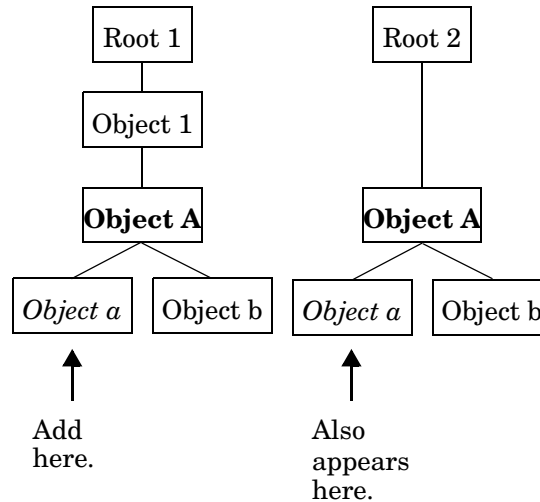 Root 1
Root 2
Object 1
Object A
Object A
Object a
Object b
Object a
Object b
Add
here.
Also
appears
here.